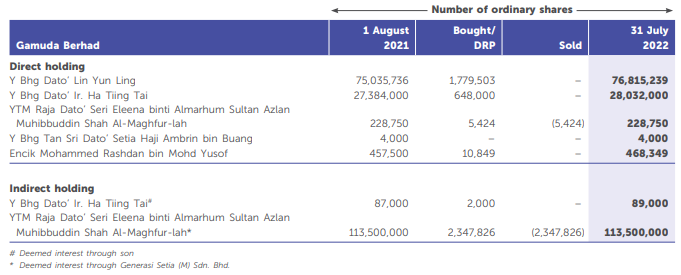 Number of ordinary shares
Gamuda Berhad 1 August 2021 Bought/ DRP Sold 31 July 2022
Direct holding
Y Bhg Dato' Lin Yun Ling 75,035,736 1,779,503 – 76,815,239
Y Bhg Dato' Ir. Ha Tiing Tai 27,384,000 648,000 – 28,032,000
YTM Raja Dato' Seri Eleena binti Almarhum Sultan Azlan
Muhibbuddin Shah Al-Maghfur-lah 228,750 5,424 (5,424) 228,750
Y Bhg Tan Sri Dato' Setia Haji Ambrin bin Buang 4,000 – – 4,000
Encik Mohammed Rashdan bin Mohd Yusof 457,500 10,849 – 468,349
Indirect holding
Y Bhg Dato' Ir. Ha Tiing Tai# 87,000 2,000 – 89,000
YTM Raja Dato' Seri Eleena binti Almarhum Sultan Azlan
Muhibbuddin Shah Al-Maghfur-lah* 113,500,000 2,347,826 (2,347,826) 113,500,000
# Deemed interest through son
* Deemed interest through Generasi Setia (M) Sdn. Bhd.